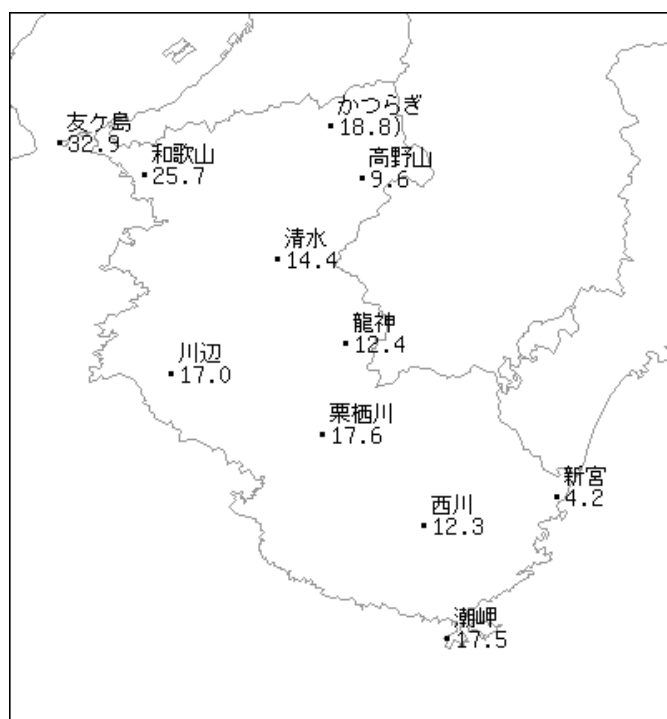 かつらぎ
18.8)
友ケ島
32.9
和歌山
25.7
高野山
9.6
清水
14.4
龍神
12.4
川辺
17.0
栗栖川
17.6
新宮
4.2
西川
12.3
潮岬
17.5